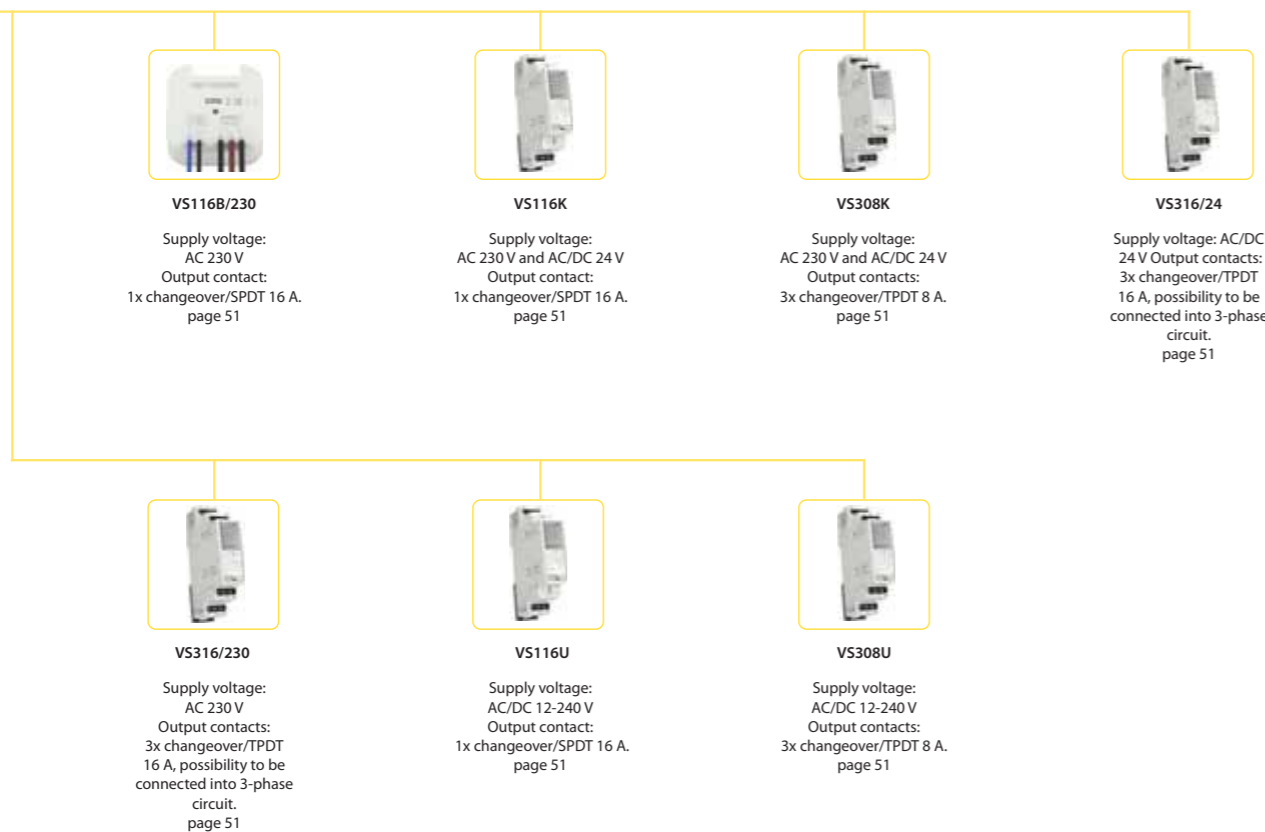 VS116B/230
Supply voltage:
AC 230 V
Output contact:
1x changeover/SPDT 16 A.
page 51
VS116K
Supply voltage:
AC 230 V and AC/DC 24 V
Output contact:
1x changeover/SPDT 16 A.
page 51
VS308K
Supply voltage:
AC 230 V and AC/DC 24 V
Output contacts:
3x changeover/TPDT 8 A.
page 51
VS316/24
Supply voltage: AC/DC
24 V Output contacts:
3x changeover/TPDT
16 A, possibility to be
connected into 3-phase
circuit.
page 51
VS316/230
Supply voltage:
AC 230 V
Output contacts:
3x changeover/TPDT
16 A, possibility to be
connected into 3-phase
circuit.
page 51
VS116U
Supply voltage:
AC/DC 12-240 V
Output contact:
1x changeover/SPDT 16 A.
page 51
VS308U
Supply voltage:
AC/DC 12-240 V
Output contacts:
3x changeover/TPDT 8 A.
page 51